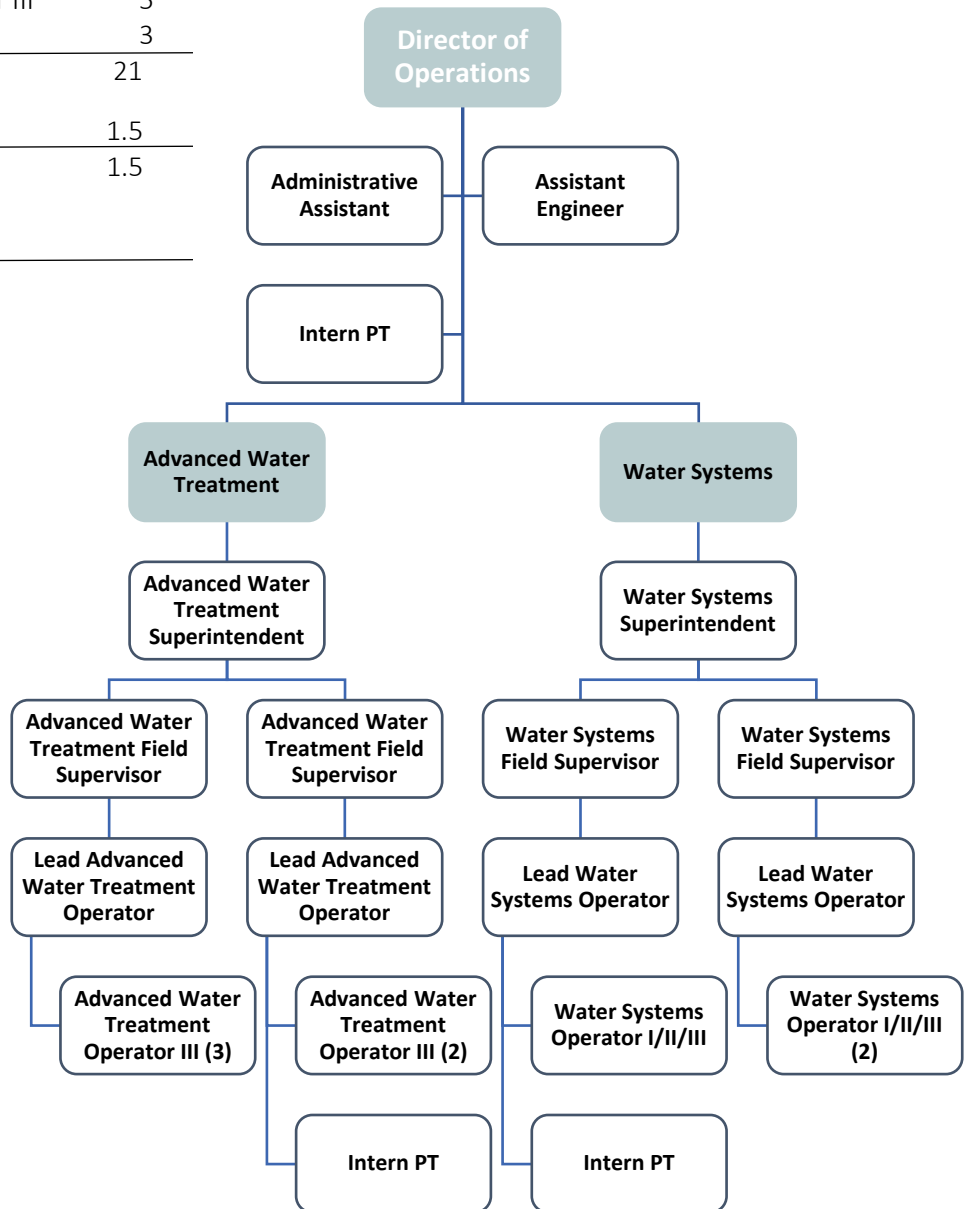 III 5
3
21
1.5
1.5
Director of
Operations
Administrative
Assistant
Assistant
Engineer
Intern PT
Advanced Water
Treatment
Water Systems
Advanced Water
Treatment
Superintendent
Water Systems
Superintendent
Advanced Water
Treatment Field
Supervisor
Advanced Water
Treatment Field
Supervisor
Water Systems
Field Supervisor
Water Systems
Field Supervisor
Lead Advanced
Water Treatment
Operator
Lead Advanced
Water Treatment
Operator
Lead Water
Systems Operator
Lead Water
Systems Operator
Advanced Water
Treatment
Operator III (3)
Advanced Water
Treatment
Operator III (2)
Water Systems
Operator I/II/III
Water Systems
Operator I/II/III
(2)
Intern PT
Intern PT